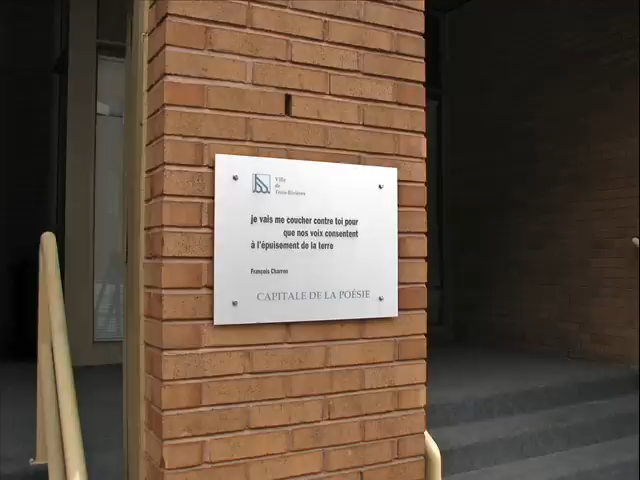 Ville
de
Trois-Rivières
je vais me coucher contre toi pour
que nos voix consentent
à l'épuisement de la terre
François Charron
CAPITALE DE LA POÉSIE